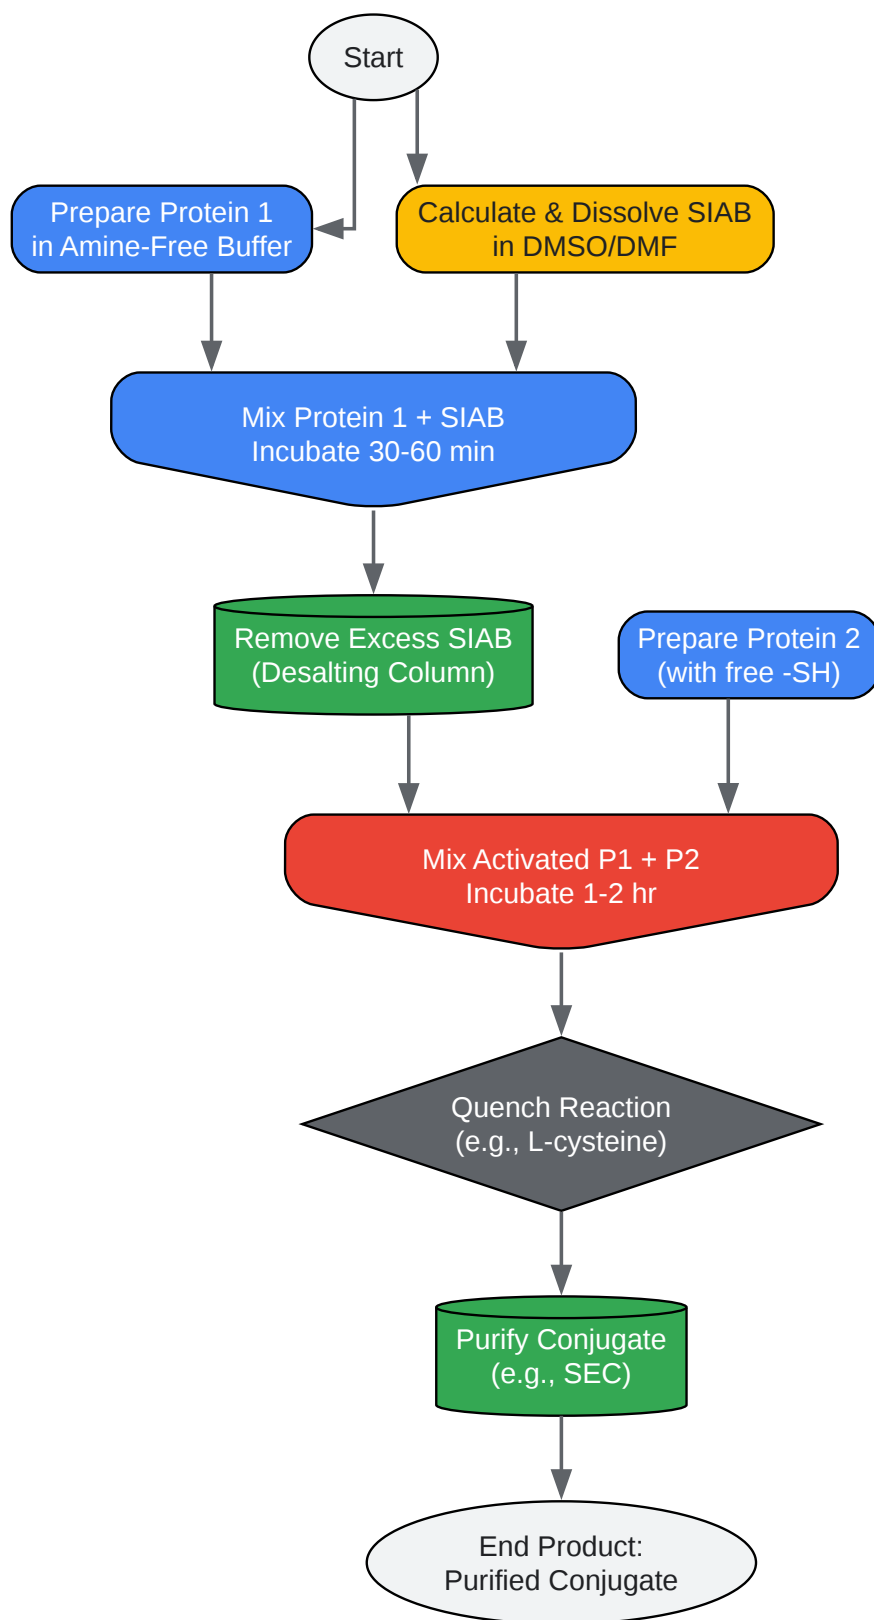 Start
Prepare Protein 1
in Amine-Free Buffer
Calculate & Dissolve SIAB
in DMSO/DMF
Mix Protein 1 + SIAB
Incubate 30-60 min
Remove Excess SIAB
(Desalting Column)
Prepare Protein 2
(with free -SH)
Mix Activated P1 + P2
Incubate 1-2 hr
Quench Reaction
(e.g., L-cysteine)
Purify Conjugate
(e.g., SEC)
End Product:
Purified Conjugate